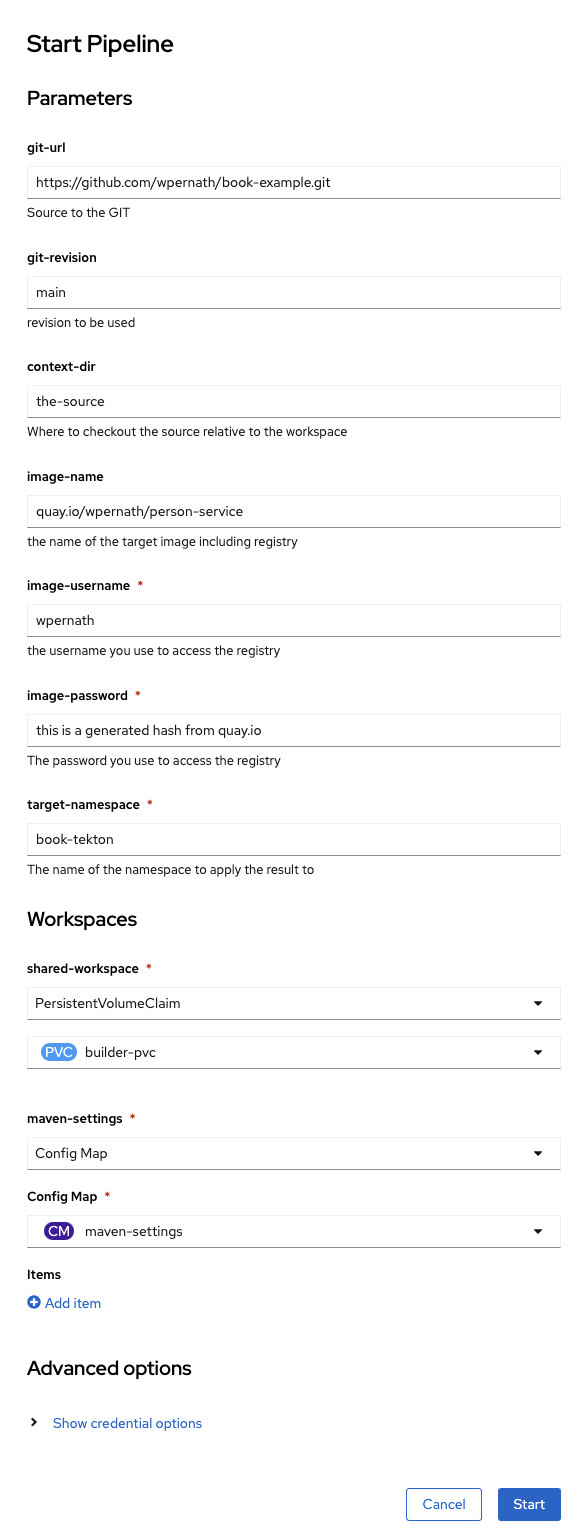 Start Pipeline
Parameters
git-url
https://github.com/wpernath/book-example.git
Source to the GIT
git-revision
main
revision to be used
context-dir
the-source
Where to checkout the source relative to the workspace
image-name
quay.io/wpernath/person-service
the name of the target image including registry
image-username *
wpernath
the username you use to access the registry
image-password *
this is a generated hash from quay.io
The password you use to access the registry
target-namespace *
book-tekton
The name of the namespace to apply the result to
Workspaces
shared-workspace *
PersistentVolumeClaim
PVC builder-pvc
maven-settings *
Config Map
Config Map *
CM maven-settings
Items
Add item
Advanced options
Show credential options
Cancel Start